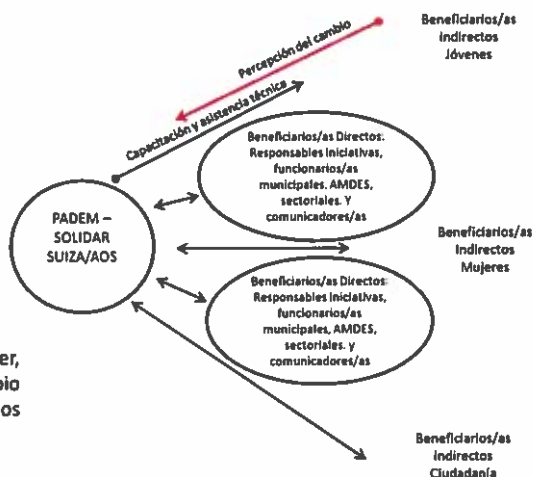 Beneficiarios/as
Indirectos
Jóvenes
Percepción del cambio
Capacitación y asistencia técnica
Beneficiarios/as Directos:
Responsables Iniciativas,
funcionarios/as
municipales, AMDES,
sectoriales. Y
comunicadores/as
PADEM –
SOLIDAR
SUIZA/AOS
Beneficiarios/as
Indirectos
Mujeres
Beneficiarios/as Directos:
Responsables Iniciativas,
funcionarios/as
municipales, AMDES,
sectoriales. y
comunicadores/as
er,
bio
os
Beneficiarios/as
Indirectos
Ciudadanía